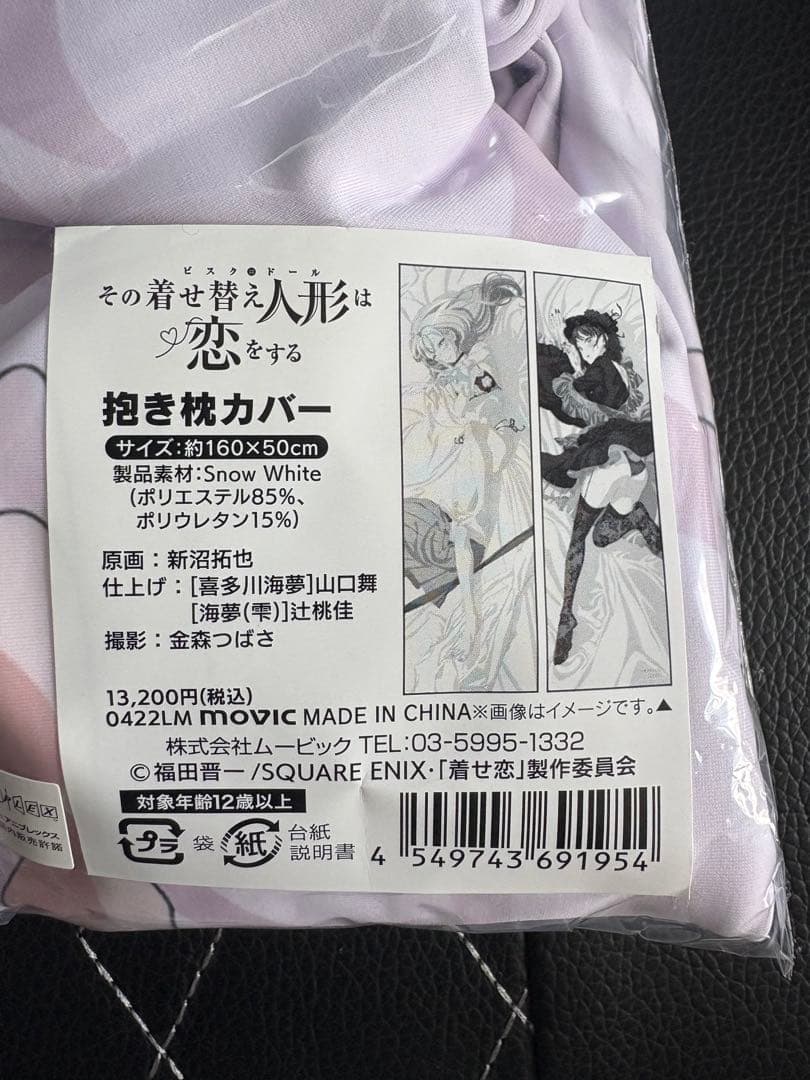 ビスク・ドール
その着せ替え人形は
恋をする
抱き枕カバー
サイズ:約160×50cm
製品素材:Snow White
(ポリエステル85%、
ポリウレタン15%)
原画：新沼拓也
仕上げ：[喜多川海夢]山口舞
[海夢(雫)]辻桃佳
撮影：金森つばさ
13,200円(税込)
0422LM movic MADE IN CHINA※画像はイメージです。▲
株式会社ムービック TEL:03-5995-1332
©福田晋一/SQUARE ENIX・「着せ恋」製作委員会
対象年齢12歳以上
プラ 袋 紙 台紙
説明書
4 549743 691954
アニプレックス